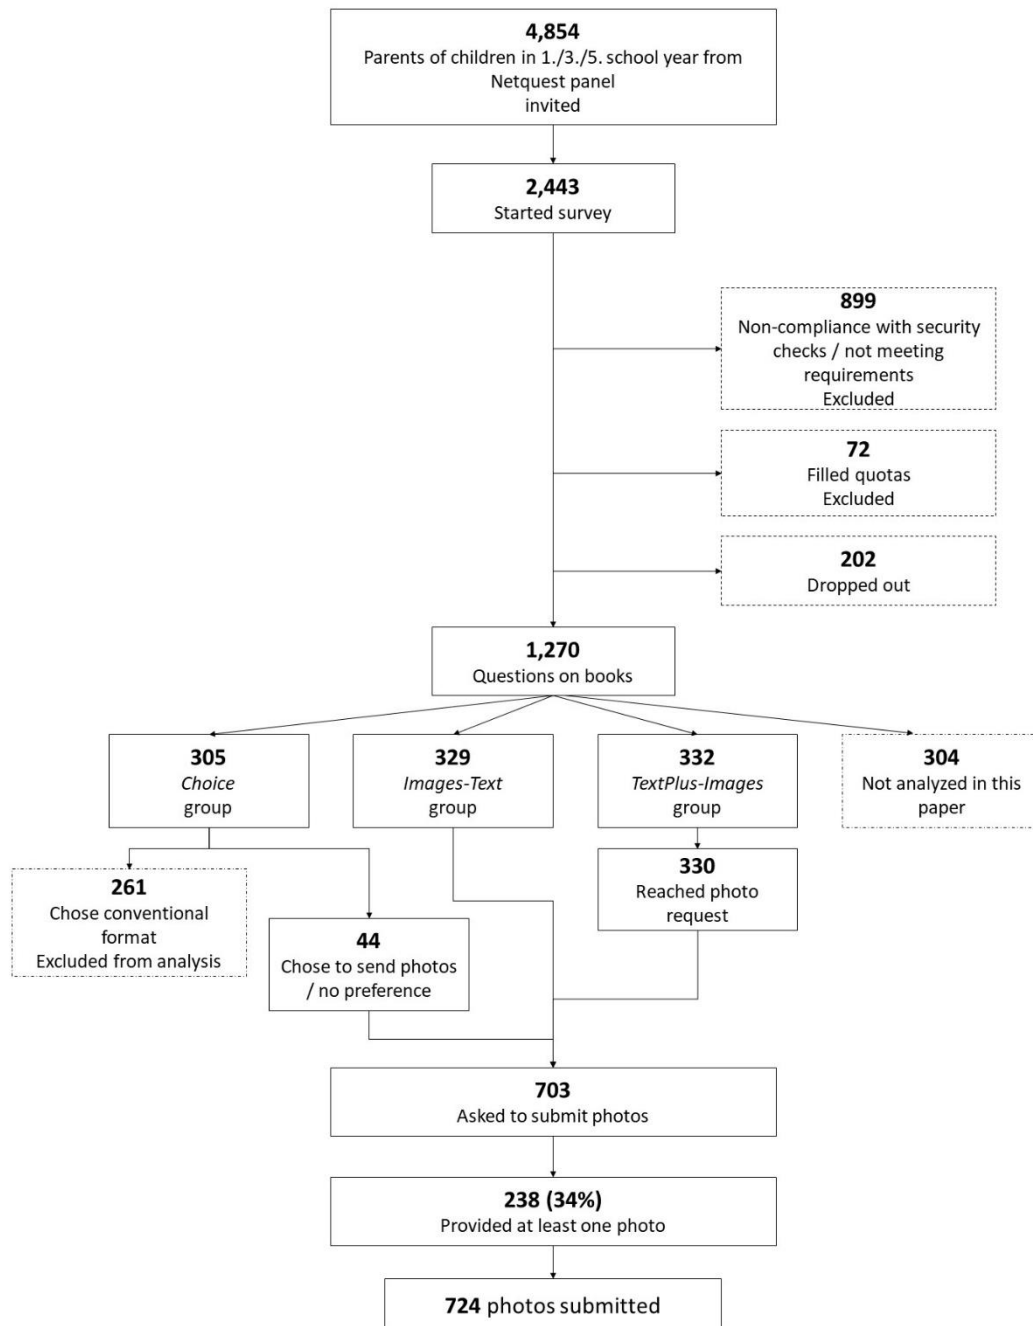 4,854
Parents of children in 1./3./5. school year from
Netquest panel
invited
2,443
Started survey
899
Non-compliance with security
checks / not meeting
requirements
Excluded
72
Filled quotas
Excluded
202
Dropped out
1,270
Questions on books
305
Choice
group
329
Images-Text
group
332
TextPlus-Images
group
304
Not analyzed in this
paper
261
Chose conventional
format
Excluded from analysis
44
Chose to send photos
/ no preference
330
Reached photo
request
703
Asked to submit photos
238 (34%)
Provided at least one photo
724 photos submitted